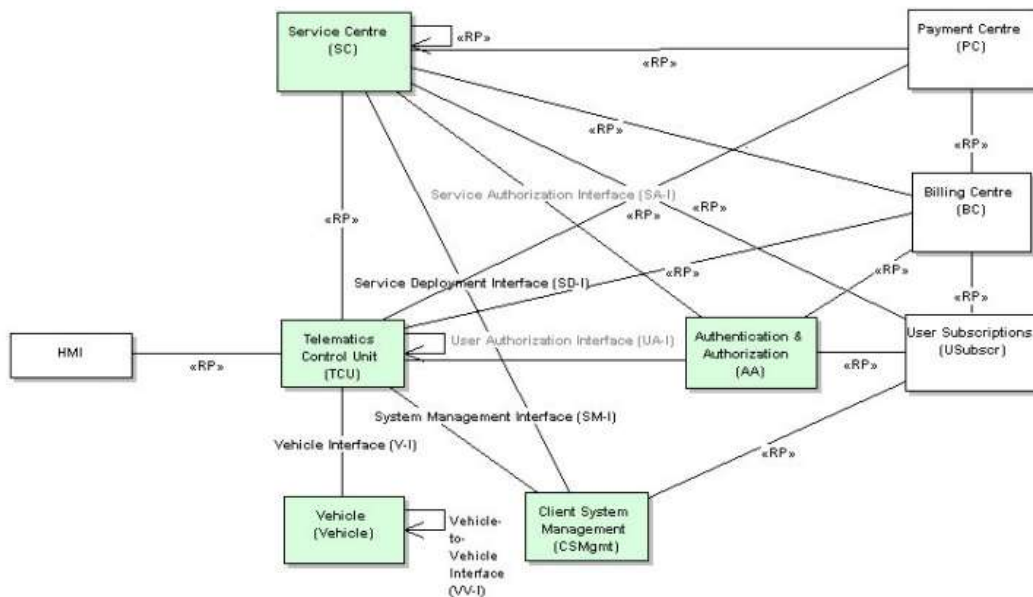 Service Centre
(SC)
«RP»
Payment Centre
(PC)
«RP»
«RP»
«RP»
Billing Centre
(BC)
Service Authorization Interface (SA-I)
«RP»
«RP»
«RP»
Service Deployment Interface (SD-I)
«RP»
«RP»
«RP»
HMI
«RP»
Telematics
Control Unit
(TCU)
User Authorization Interface (UA-I)
Authentication &
Authorization
(AA)
«RP»
User Subscriptions
(USubscr)
System Management Interface (SM-I)
Vehicle Interface (V-I)
«RP»
Vehicle
(Vehicle)
Vehicle-
to-
Vehicle
Interface
(VV-I)
Client System
Management
(CSMgmt)